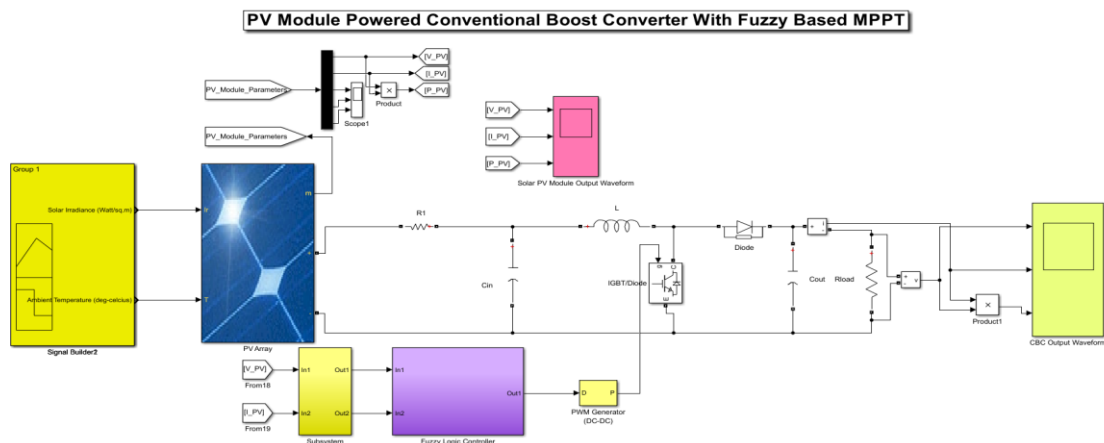 PV Module Powered Conventional Boost Converter With Fuzzy Based MPPT
[V_PV]
[I_PV]
[P_PV]
PV_Module_Parameters
×
Product
Scope1
PV_Module_Parameters
[V_PV]
[I_PV]
[P_PV]
Solar PV Module Output Waveform
Group 1
Solar Irradiance (Watt/sq.m)
Ambient Temperature (deg-celcius)
Signal Builder2
T
m
+
PV Array
R1
L
Diode
Cin
g
C
E
IGBT/Diode
Cout
Rload
+
-
i
+
-
v
×
Product1
CBC Output Waveform
[V_PV]
From18
[I_PV]
From19
In1
In2
Out1
Out2
Subsystem
In1
In2
Out1
Fuzzy Logic Controller
D
P
PWM Generator
(DC-DC)